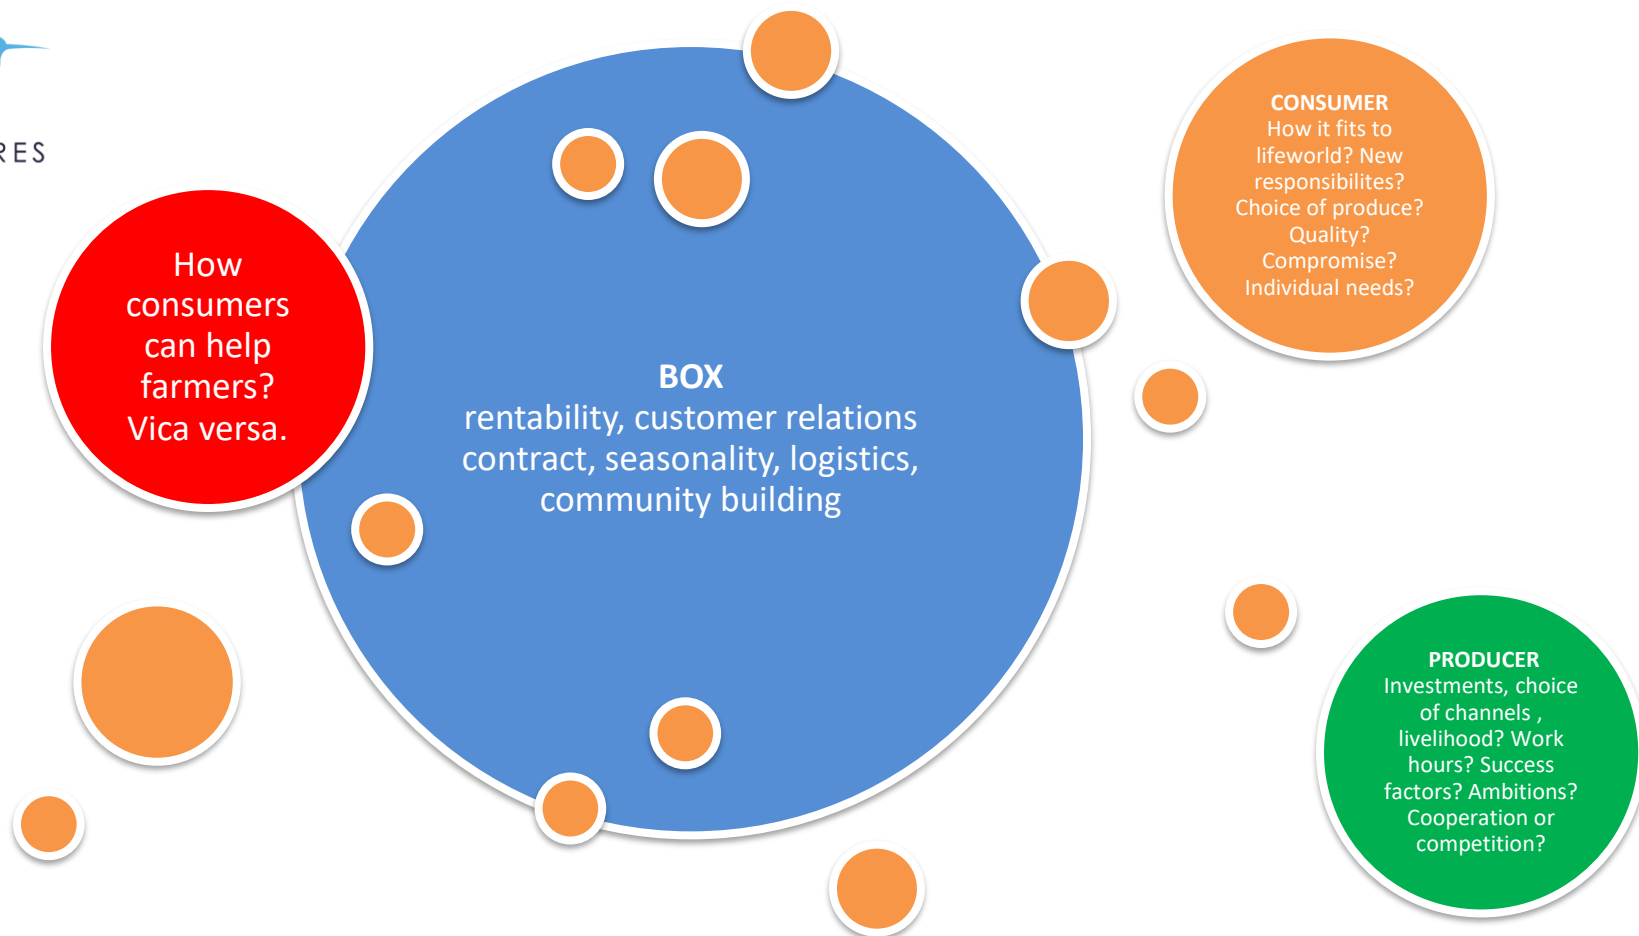 RES
How
consumers
can help
farmers?
Vica versa.
BOX
rentability, customer relations
contract, seasonality, logistics,
community building
CONSUMER
How it fits to
lifeworld? New
responsibilites?
Choice of produce?
Quality?
Compromise?
Individual needs?
PRODUCER
Investments, choice
of channels ,
livelihood? Work
hours? Success
factors? Ambitions?
Cooperation or
competition?